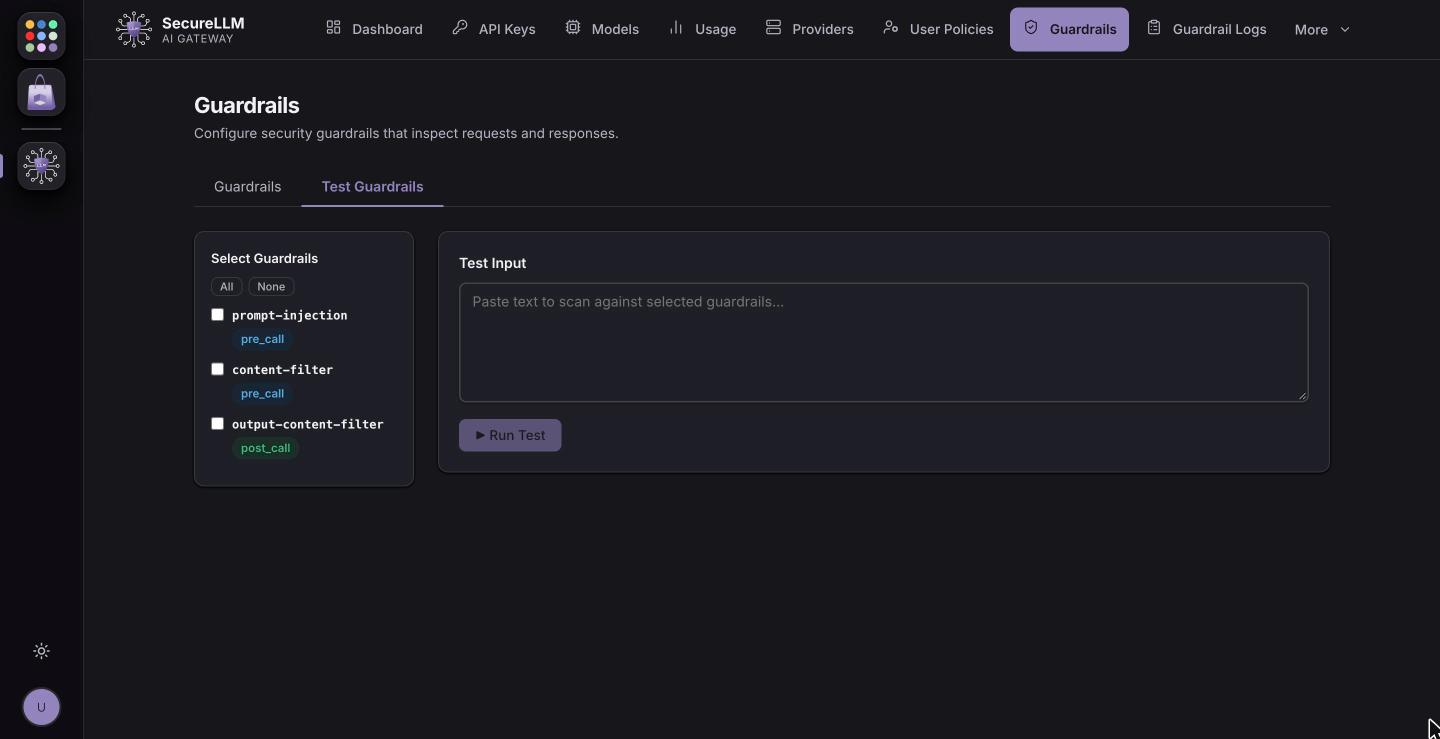 SecureLLM
AI GATEWAY
Dashboard
API Keys
Models
Usage
Providers
User Policies
Guardrails
Guardrail Logs
More
Guardrails
Configure security guardrails that inspect requests and responses.
Guardrails
Test Guardrails
Select Guardrails
All
None
prompt-injection
pre_call
content-filter
pre_call
output-content-filter
post_call
Test Input
Paste text to scan against selected guardrails...
▶ Run Test
U